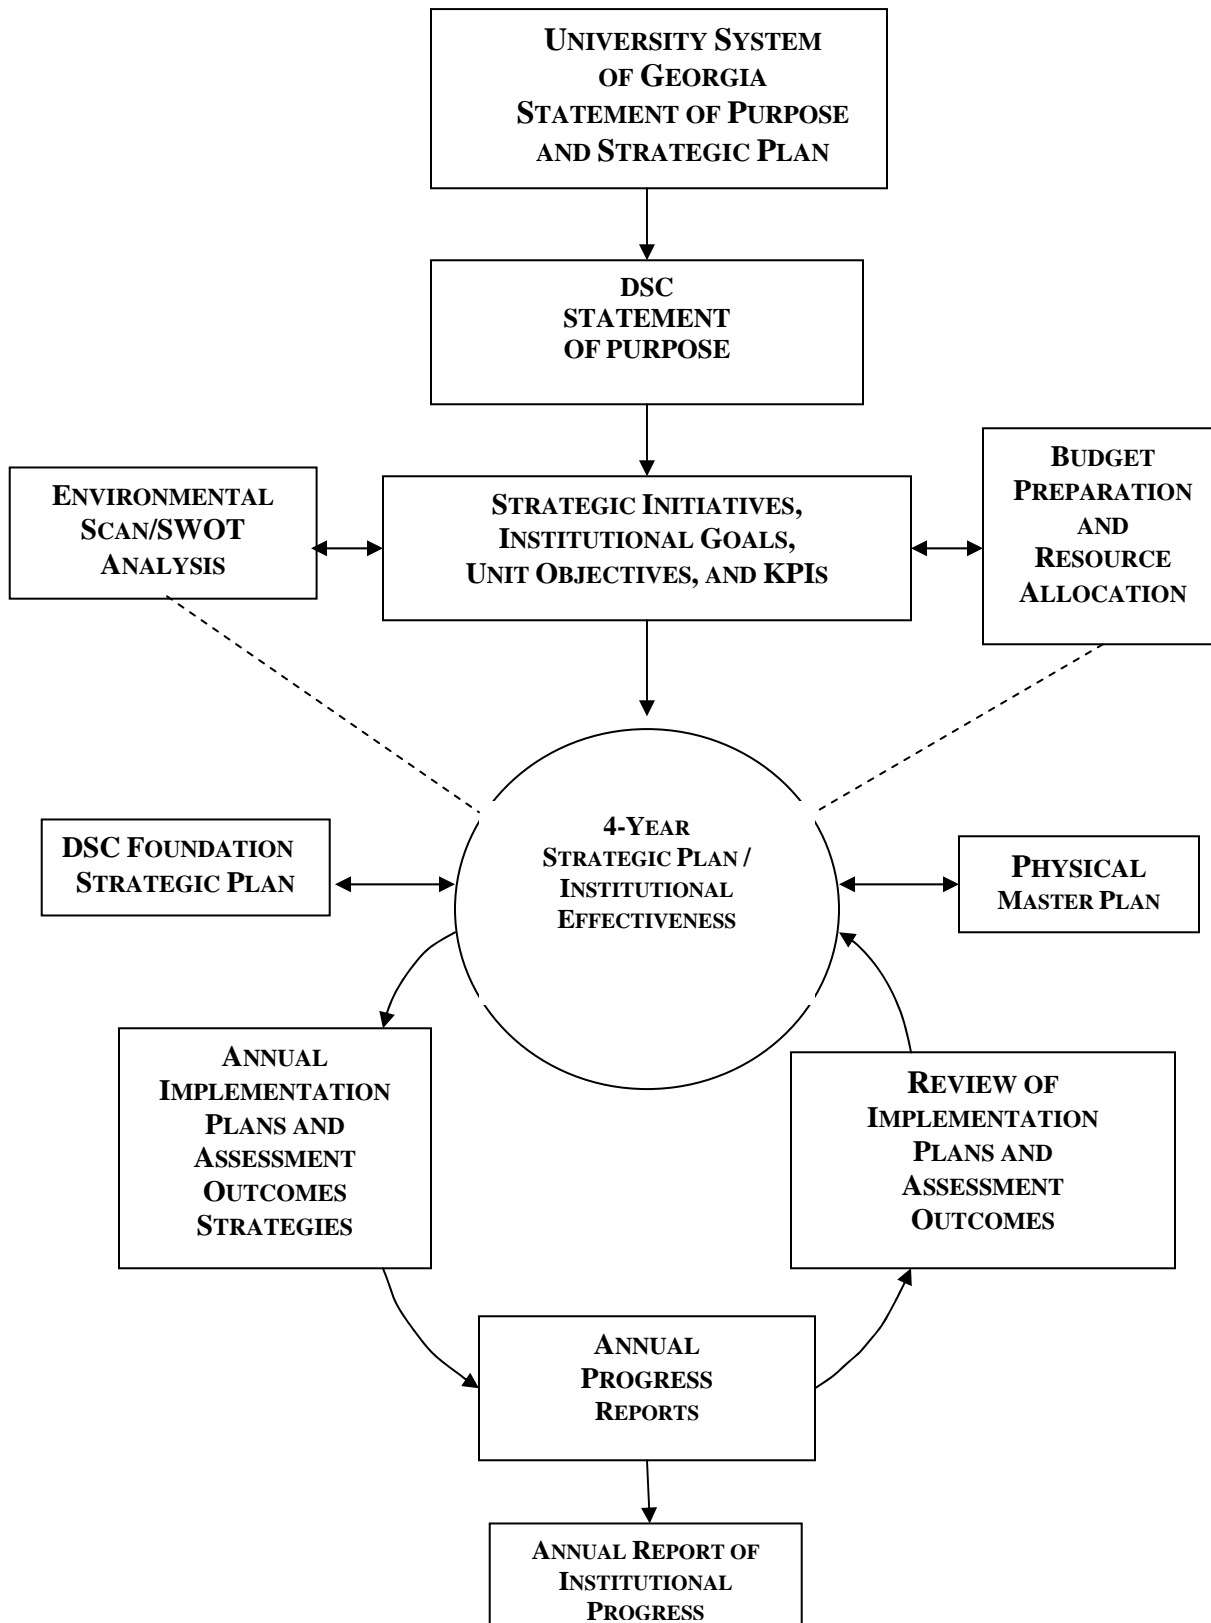 UNIVERSITY SYSTEM
OF GEORGIA
STATEMENT OF PURPOSE
AND STRATEGIC PLAN
DSC
STATEMENT
OF PURPOSE
ENVIRONMENTAL
SCAN/SWOT
ANALYSIS
STRATEGIC INITIATIVES,
INSTITUTIONAL GOALS,
UNIT OBJECTIVES, AND KPIS
BUDGET
PREPARATION
AND
RESOURCE
ALLOCATION
4-YEAR
STRATEGIC PLAN /
INSTITUTIONAL
EFFECTIVENESS
DSC FOUNDATION
STRATEGIC PLAN
PHYSICAL
MASTER PLAN
ANNUAL
IMPLEMENTATION
PLANS AND
ASSESSMENT
OUTCOMES
STRATEGIES
REVIEW OF
IMPLEMENTATION
PLANS AND
ASSESSMENT
OUTCOMES
ANNUAL
PROGRESS
REPORTS
ANNUAL REPORT OF
INSTITUTIONAL
PROGRESS